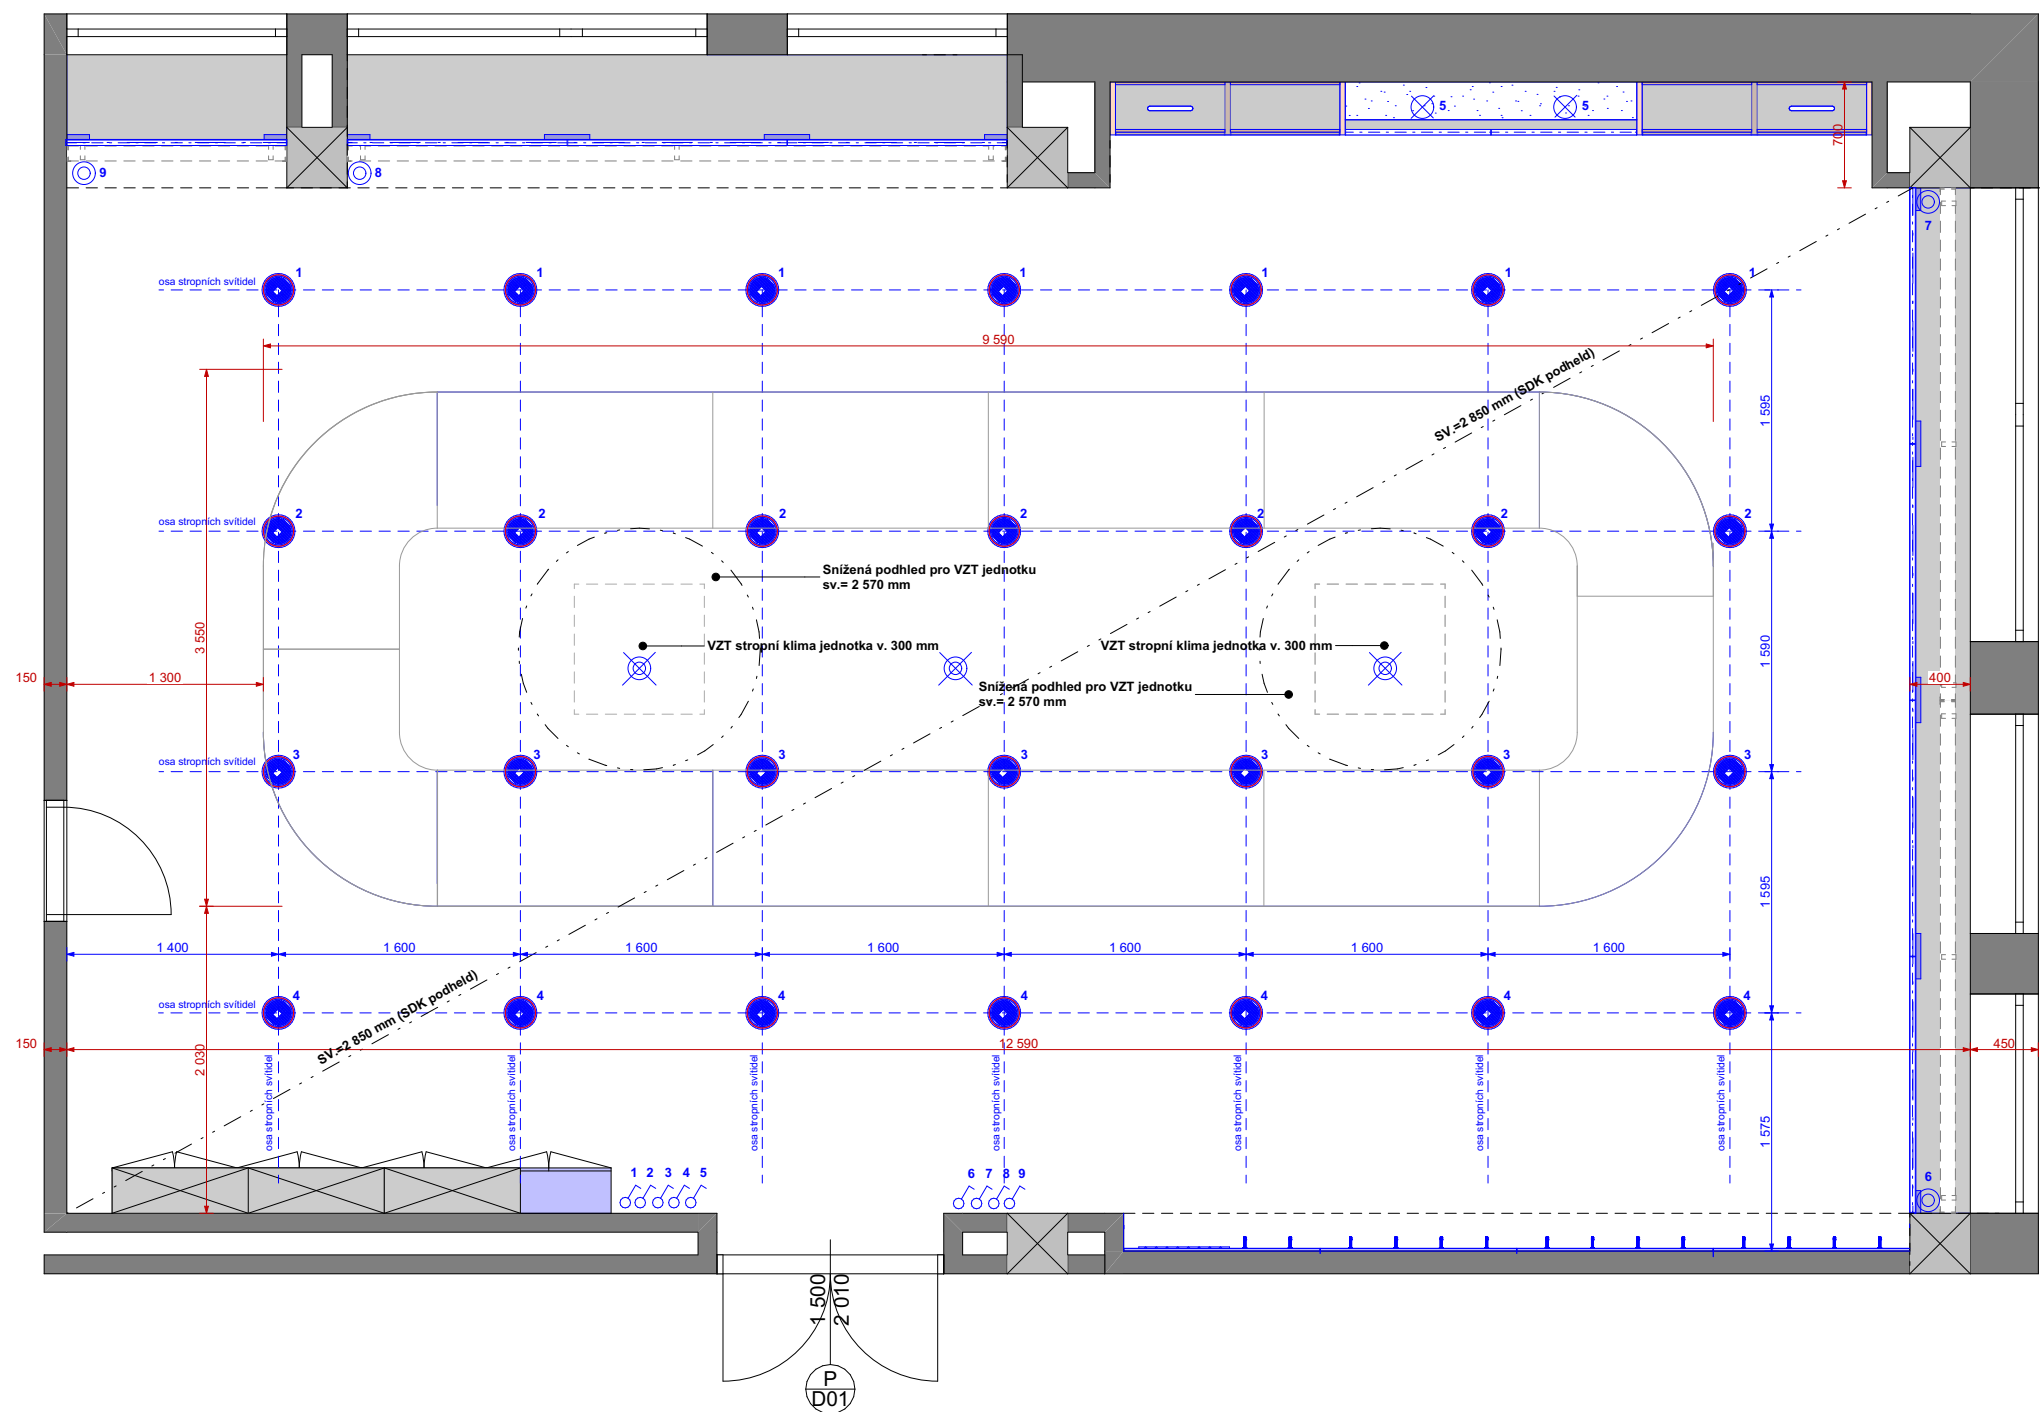 5 5
700
9 8
7
osa stropních svítidel 1 1 1 1 1 1 1
9 590
SV.=2 850 mm (SDK podheld)
1 595
osa stropních svítidel 2 2 2 2 2 2 2
Snížená podhled pro VZT jednotku
sv.= 2 570 mm
3 550
VZT stropní klima jednotka v. 300 mm
VZT stropní klima jednotka v. 300 mm
1 590
150 1 300
400
Snížená podhled pro VZT jednotku
sv.= 2 570 mm
osa stropních svítidel 3 3 3 3 3 3 3
1 595
1 400 1 600 1 600 1 600 1 600 1 600 1 600
osa stropních svítidel 4 4 4 4 4 4 4
SV.=2 850 mm (SDK podheld)
150 12 590 450
2 030
osa stropních svítidel
osa stropních svítidel
osa stropních svítidel
osa stropních svítidel
osa stropních svítidel
osa stropních svítidel
osa stropních svítidel
1 575
1 2 3 4 5
6 7 8 9
6
1 500
2 010
P
D01